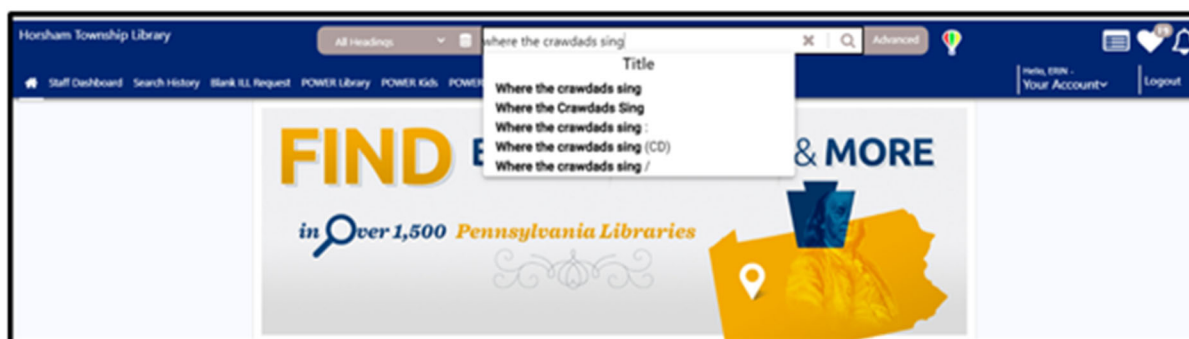 Horsham Township Library
All Headings
where the crawdads sing
Advanced
Title
Where the crawdads sing
Where the Crawdads Sing
Where the crawdads sing :
Where the crawdads sing (CD)
Where the crawdads sing /
Staff Dashboard Search History Blank ILL Request POWER Library POWER Kids POWE
Hello, ERIN -
Your Account
Logout
FIND & MORE
in Over 1,500 Pennsylvania Libraries